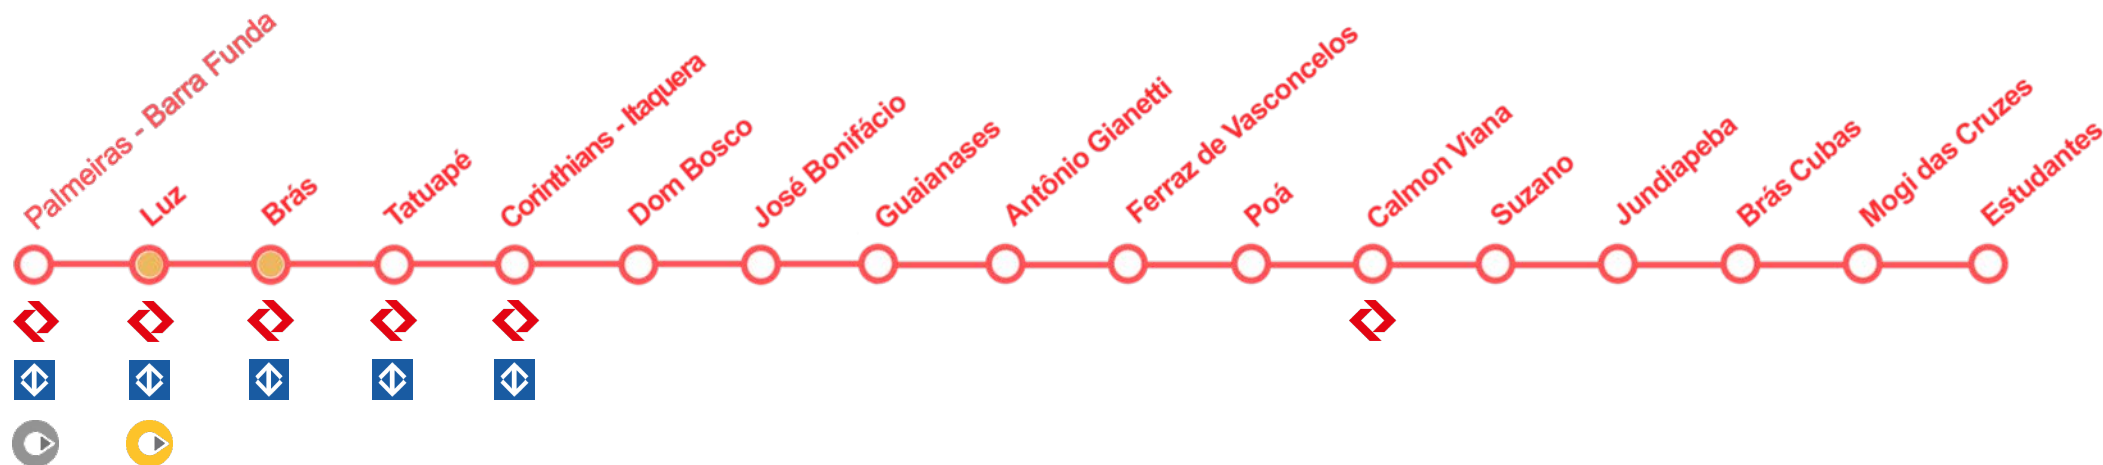 Palmeiras - Barra Funda
Luz
Brás
Tatuapé
Corinthians - Itaquera
Dom Bosco
José Bonifácio
Guaianases
Antônio Gianetti
Ferraz de Vasconcelos
Poá
Calmon Viana
Suzano
Jundiapeba
Brás Cubas
Mogi das Cruzes
Estudantes